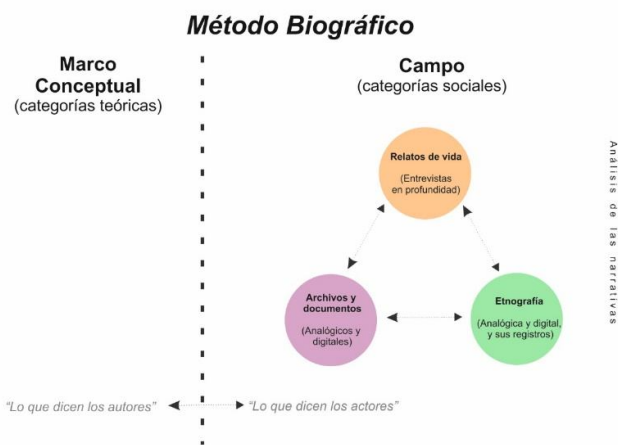 Método Biográfico
Marco
Conceptual
(categorías teóricas)
Campo
(categorías sociales)
Relatos de vida
(Entrevistas
en profundidad)
Archivos y
documentos
(Analógicos y
digitales)
Etnografía
(Analógica y digital,
y sus registros)
Análisis de las narrativas
“Lo que dicen los autores”
“Lo que dicen los actores”